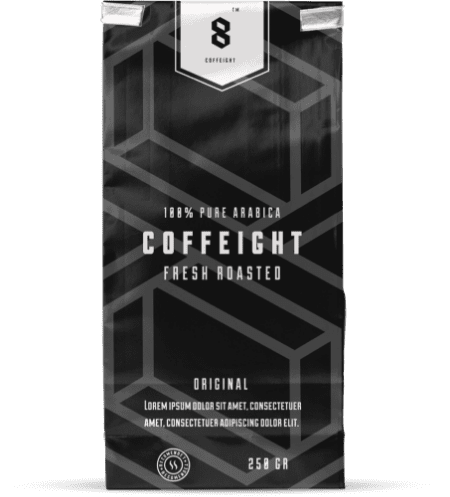 ™
8
COFFEIGHT
100% PURE ARABICA
COFFEIGHT
FRESH ROASTED
ORIGINAL
LOREM IPSUM DOLOR SIT AMET, CONSECTETUER
AMET, CONSECTETUER ADIPISCING DOLOR ELIT.
250 GR